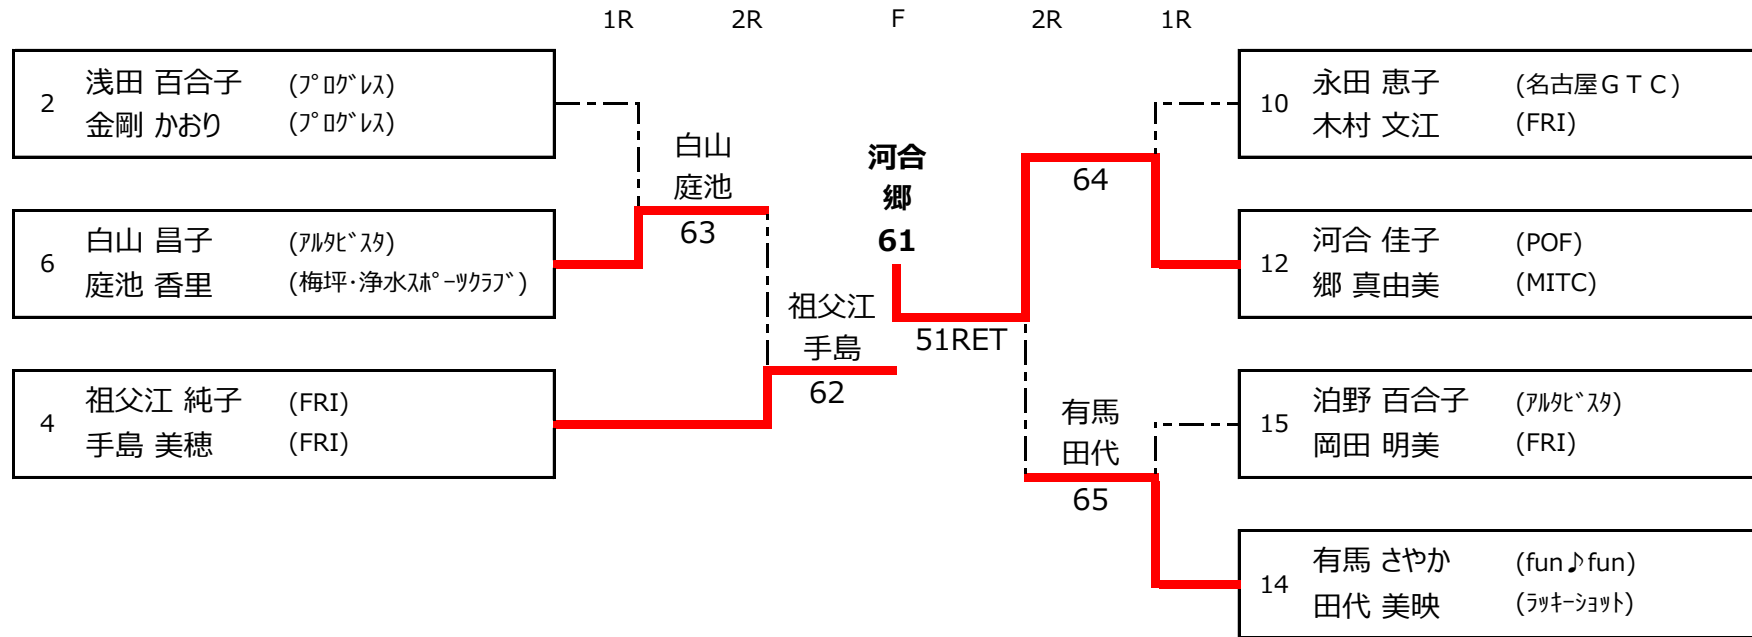 1R 2R F 2R 1R
2 浅田 百合子 (ﾌﾟﾛｸﾞﾚｽ)
金剛 かおり (ﾌﾟﾛｸﾞﾚｽ)
6 白山 昌子 (ｱﾙﾀﾋﾞｽﾀ)
庭池 香里 (梅坪･浄水ｽﾎﾟｰﾂｸﾗﾌﾞ)
4 祖父江 純子 (FRI)
手島 美穂 (FRI)
白山
庭池
63
祖父江
手島
62
河合
郷
61
51RET
64
有馬
田代
65
10 永田 恵子 (名古屋ＧＴＣ)
木村 文江 (FRI)
12 河合 佳子 (POF)
郷 真由美 (MITC)
15 泊野 百合子 (ｱﾙﾀﾋﾞｽﾀ)
岡田 明美 (FRI)
14 有馬 さやか (fun♪fun)
田代 美映 (ﾗｯｷｰｼｮｯﾄ)